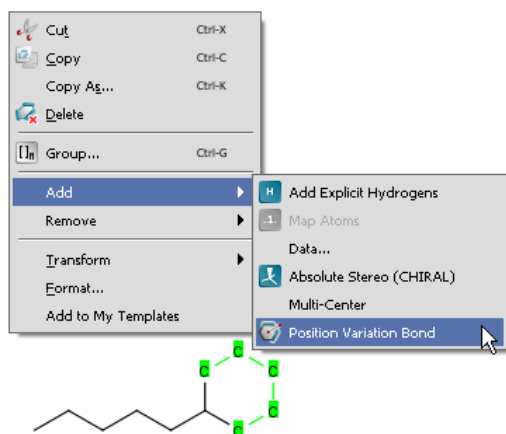 Cut Ctrl-X
Copy Ctrl-C
Copy As... Ctrl-K
Delete
[]n Group... Ctrl-G
Add
Remove
Transform
Format...
Add to My Templates
H Add Explicit Hydrogens
.1. Map Atoms
Data...
Absolute Stereo (CHIRAL)
Multi-Center
Position Variation Bond
C
C C
C
C